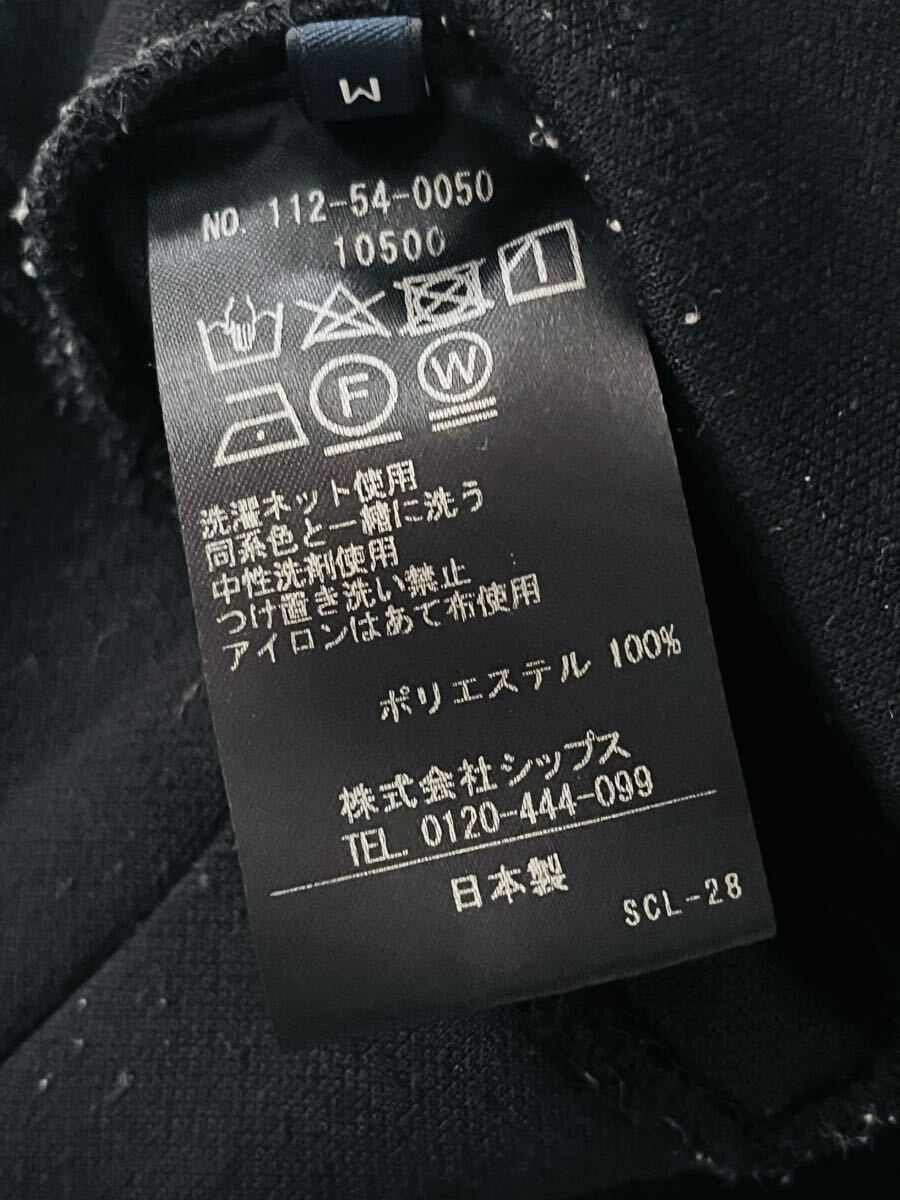 M
NO. 112-54-0050
10500
F
W
洗濯ネット使用
同系色と一緒に洗う
中性洗剤使用
つけ置き洗い禁止
アイロンはあて布使用
ポリエステル 100%
株式会社シップス
TEL. 0120-444-099
日本製
SCL-28